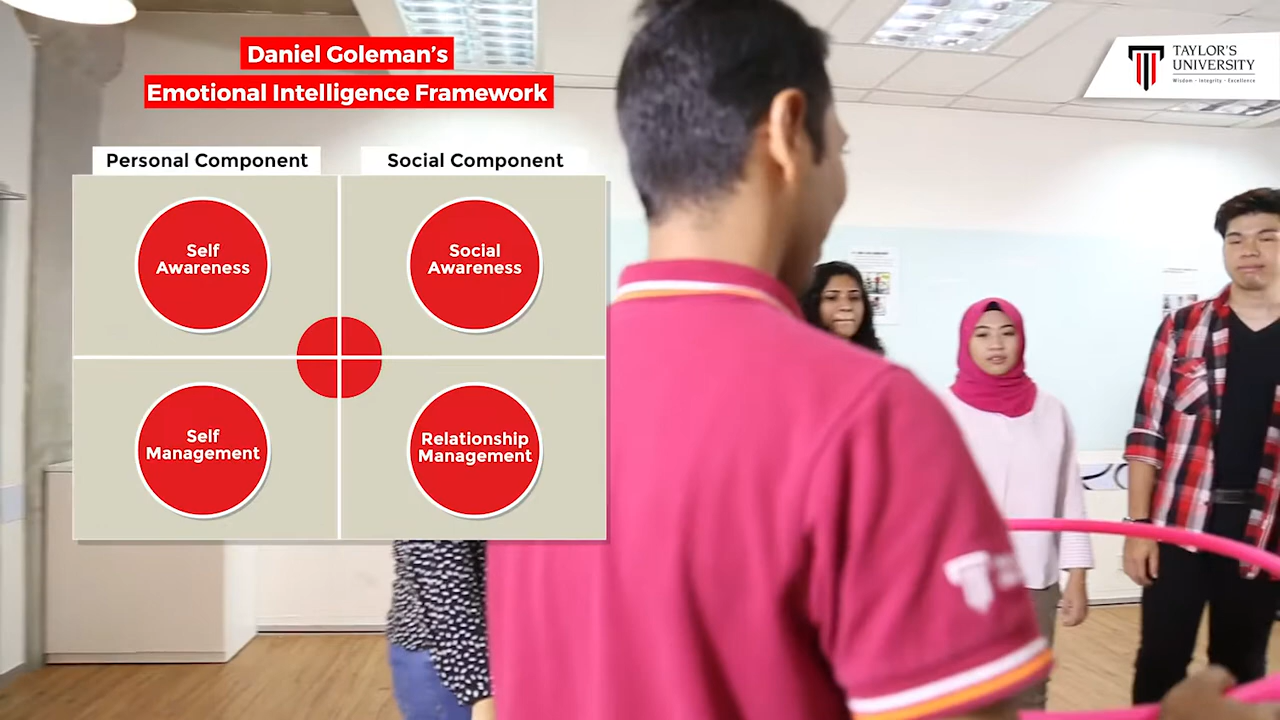 Daniel Goleman's
Emotional Intelligence Framework
TAYLOR'S
UNIVERSITY
Wisdom • Integrity • Excellence
Personal Component
Social Component
Self
Awareness
Social
Awareness
Self
Management
Relationship
Management